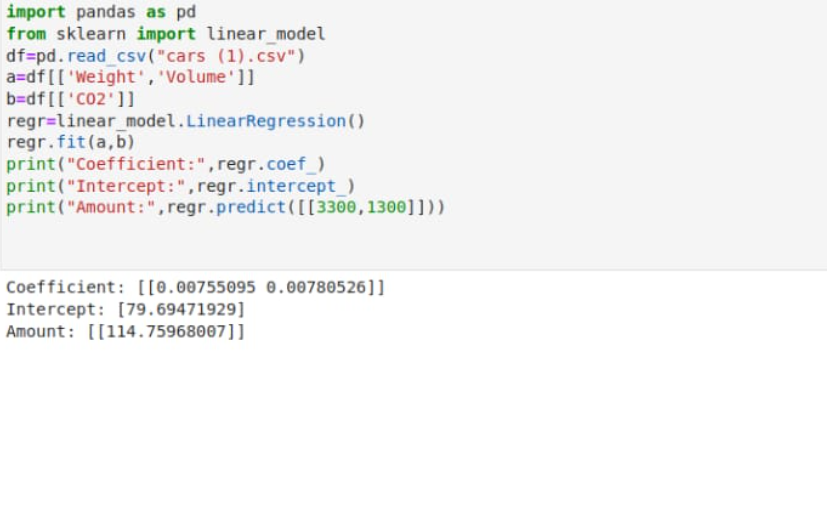 import pandas as pd
from sklearn import linear_model
df=pd.read_csv("cars (1).csv")
a=df[['Weight','Volume']]
b=df[['CO2']]
regr=linear_model.LinearRegression()
regr.fit(a,b)
print("Coefficient:",regr.coef_)
print("Intercept:",regr.intercept_)
print("Amount:",regr.predict([[3300,1300]]))
Coefficient: [[0.00755095 0.00780526]]
Intercept: [79.69471929]
Amount: [[114.75968007]]